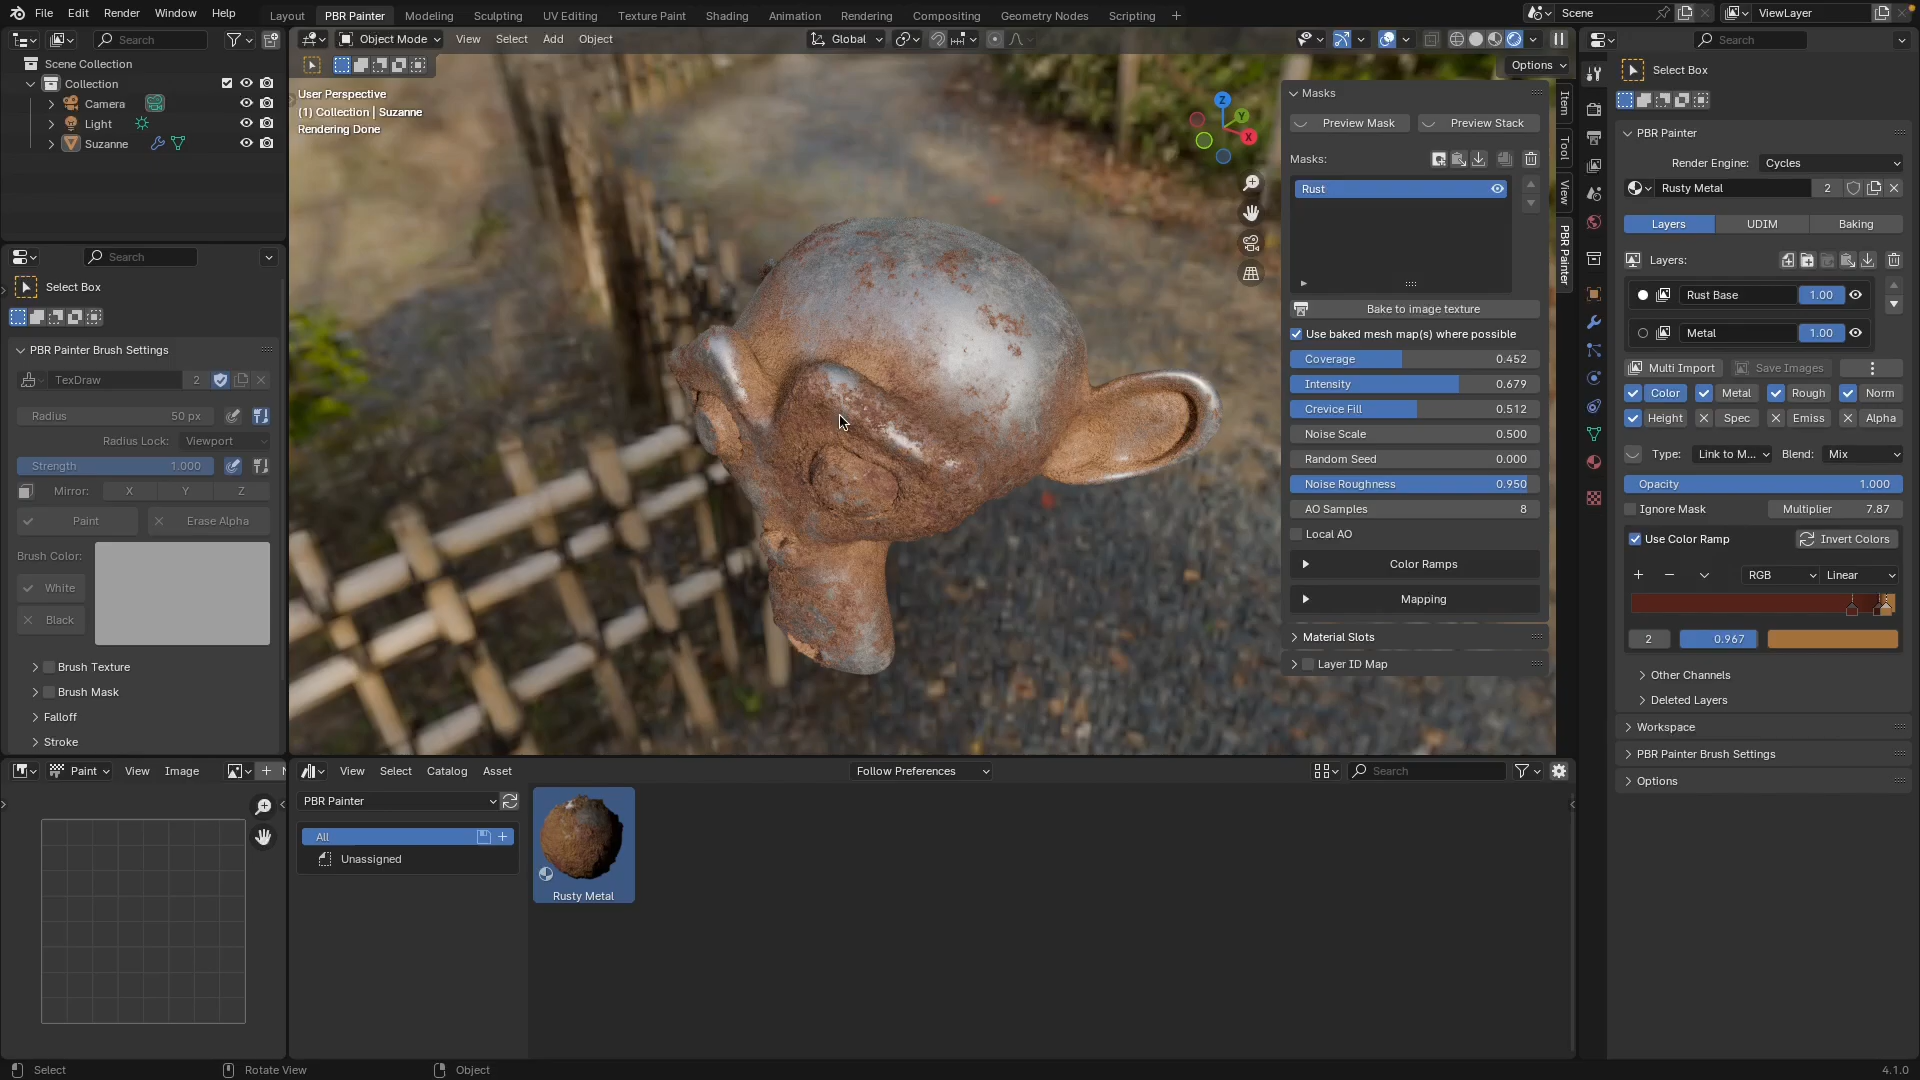 File Edit Render Window Help
Layout PBR Painter Modeling Sculpting UV Editing Texture Paint Shading Animation Rendering Compositing Geometry Nodes Scripting +
Scene
ViewLayer
Search
Scene Collection
Collection
Camera
Light
Suzanne
Search
Select Box
PBR Painter Brush Settings
TexDraw 2
Radius 50 px
Radius Lock: Viewport
Strength 1.000
Mirror: X Y Z
Paint Erase Alpha
Brush Color:
White
Black
Brush Texture
Brush Mask
Falloff
Stroke
Paint View Image
Object Mode View Select Add Object
Global
Options
User Perspective
(1) Collection | Suzanne
Rendering Done
Z
Y
X
Item
Tool
View
PBR Painter
Masks
Preview Mask Preview Stack
Masks:
Rust
Bake to image texture
Use baked mesh map(s) where possible
Coverage 0.452
Intensity 0.679
Crevice Fill 0.512
Noise Scale 0.500
Random Seed 0.000
Noise Roughness 0.950
AO Samples 8
Local AO
Color Ramps
Mapping
Material Slots
Layer ID Map
View Select Catalog Asset
Follow Preferences
Search
PBR Painter
All
Unassigned
Rusty Metal
Search
Select Box
PBR Painter
Render Engine: Cycles
Rusty Metal 2
Layers UDIM Baking
Layers:
Rust Base 1.00
Metal 1.00
Multi Import Save Images
Color Metal Rough Norm
Height Spec Emiss Alpha
Type: Link to M... Blend: Mix
Opacity 1.000
Ignore Mask Multiplier 7.87
Use Color Ramp Invert Colors
RGB Linear
2 0.967
Other Channels
Deleted Layers
Workspace
PBR Painter Brush Settings
Options
Select Rotate View Object 4.1.0